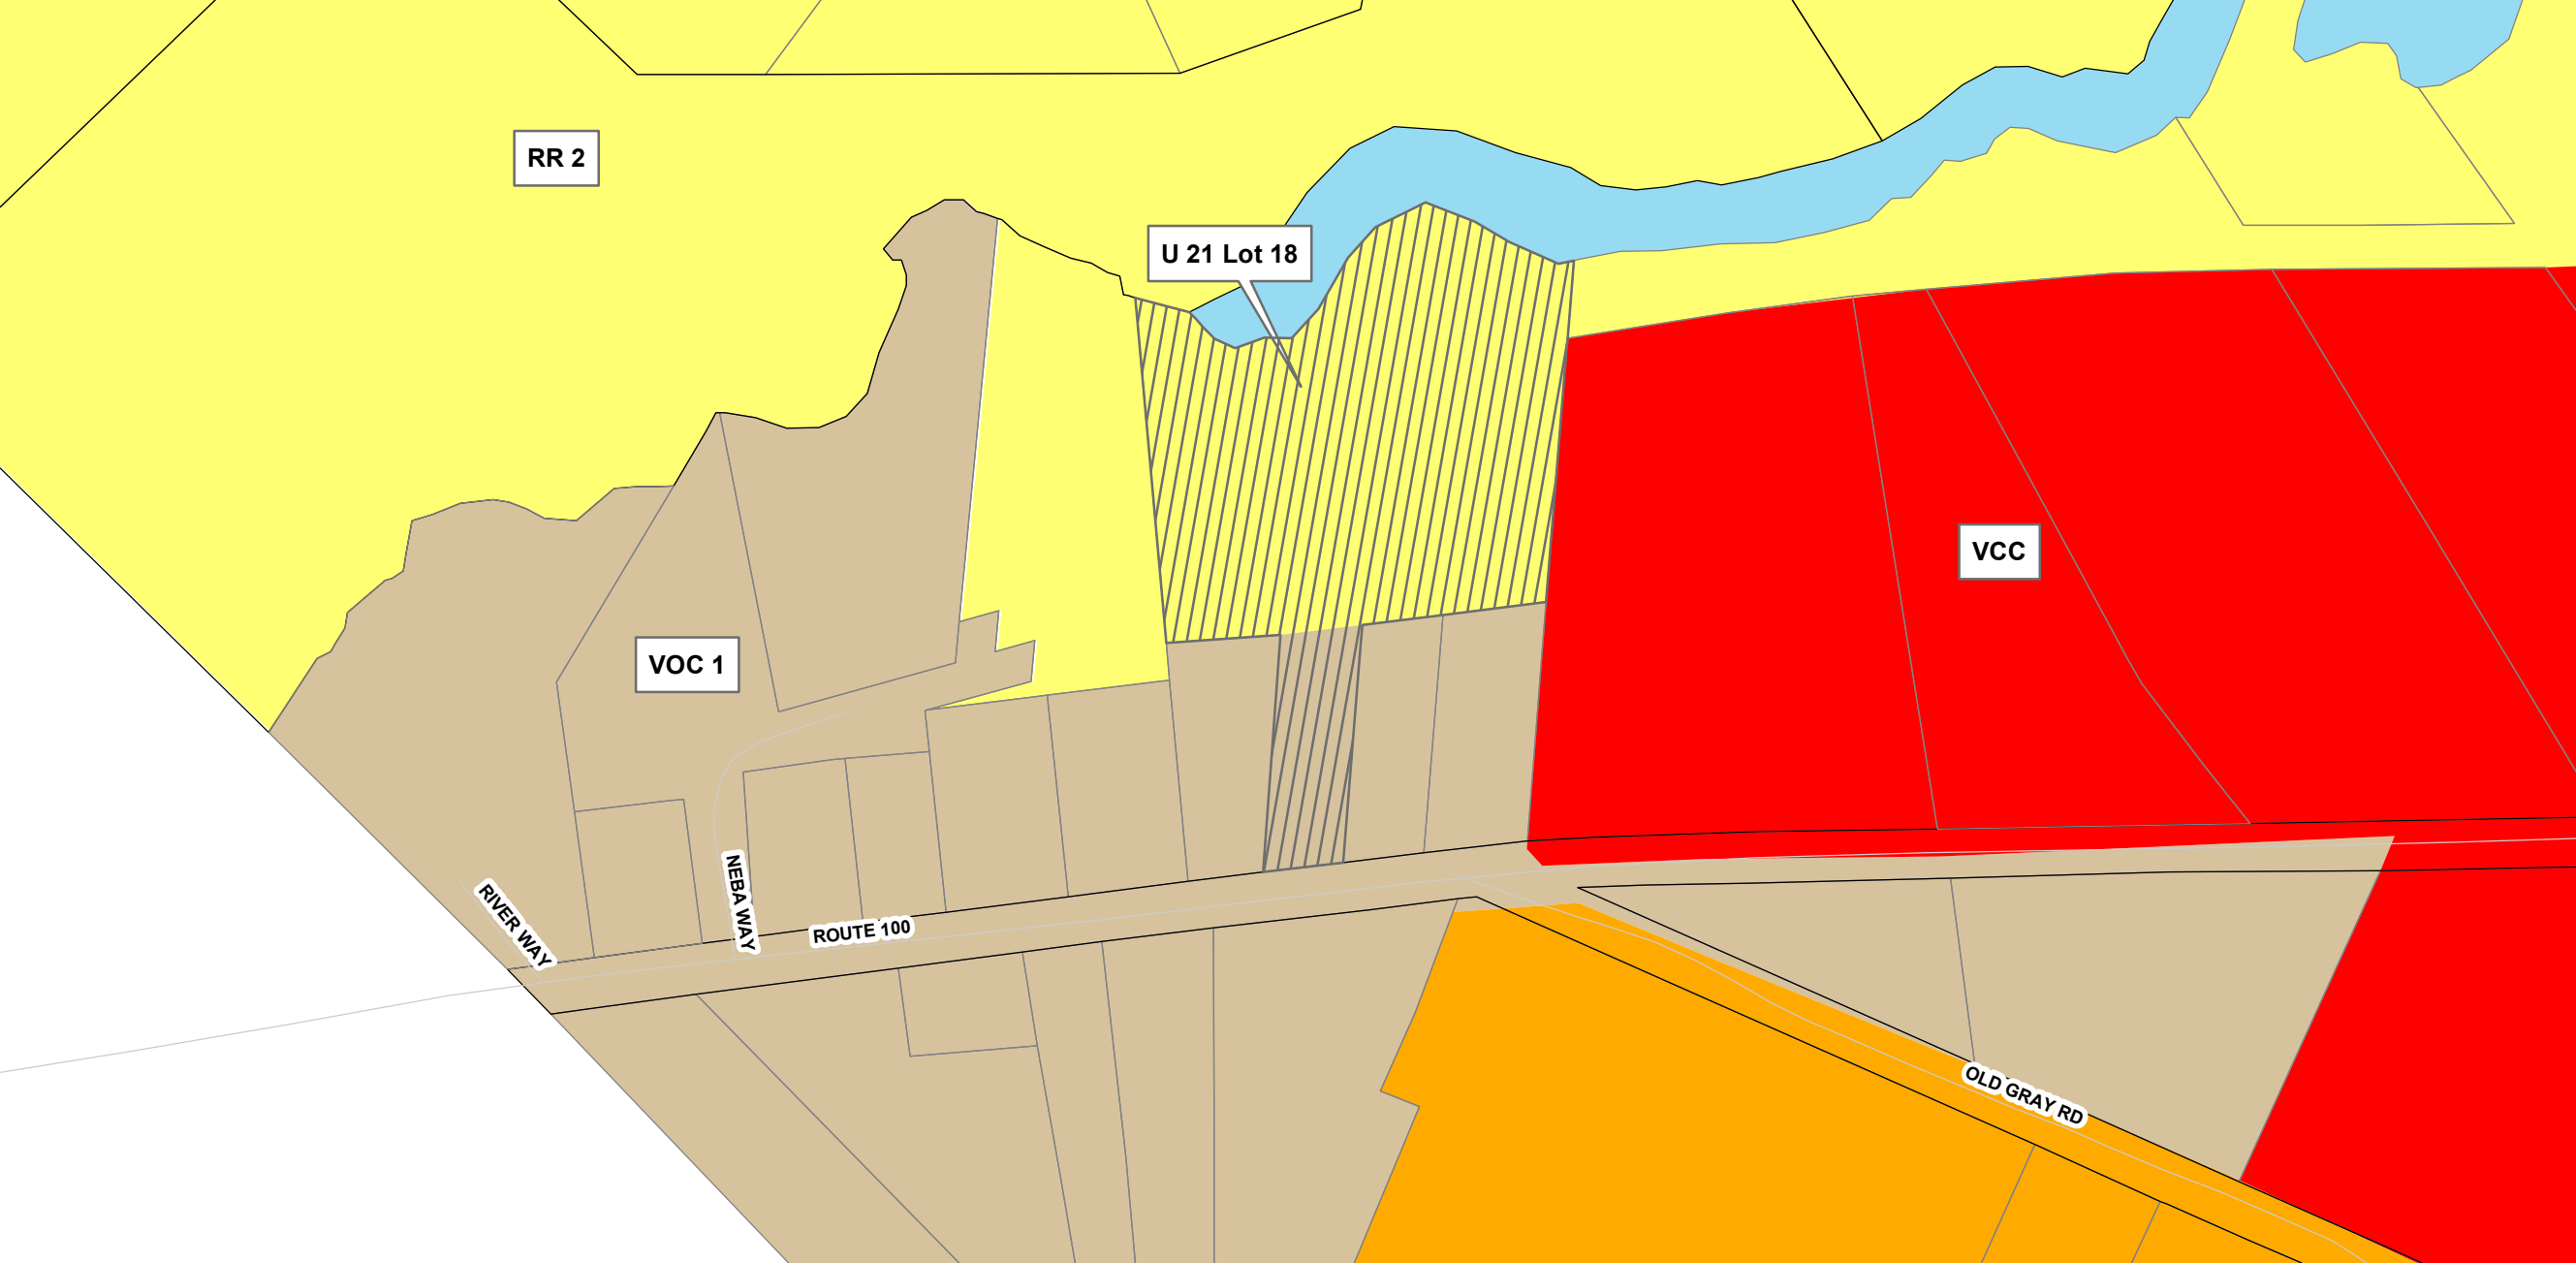 RR 2
U 21 Lot 18
VCC
VOC 1
NEBA WAY
RIVER WAY
ROUTE 100
OLD GRAY RD